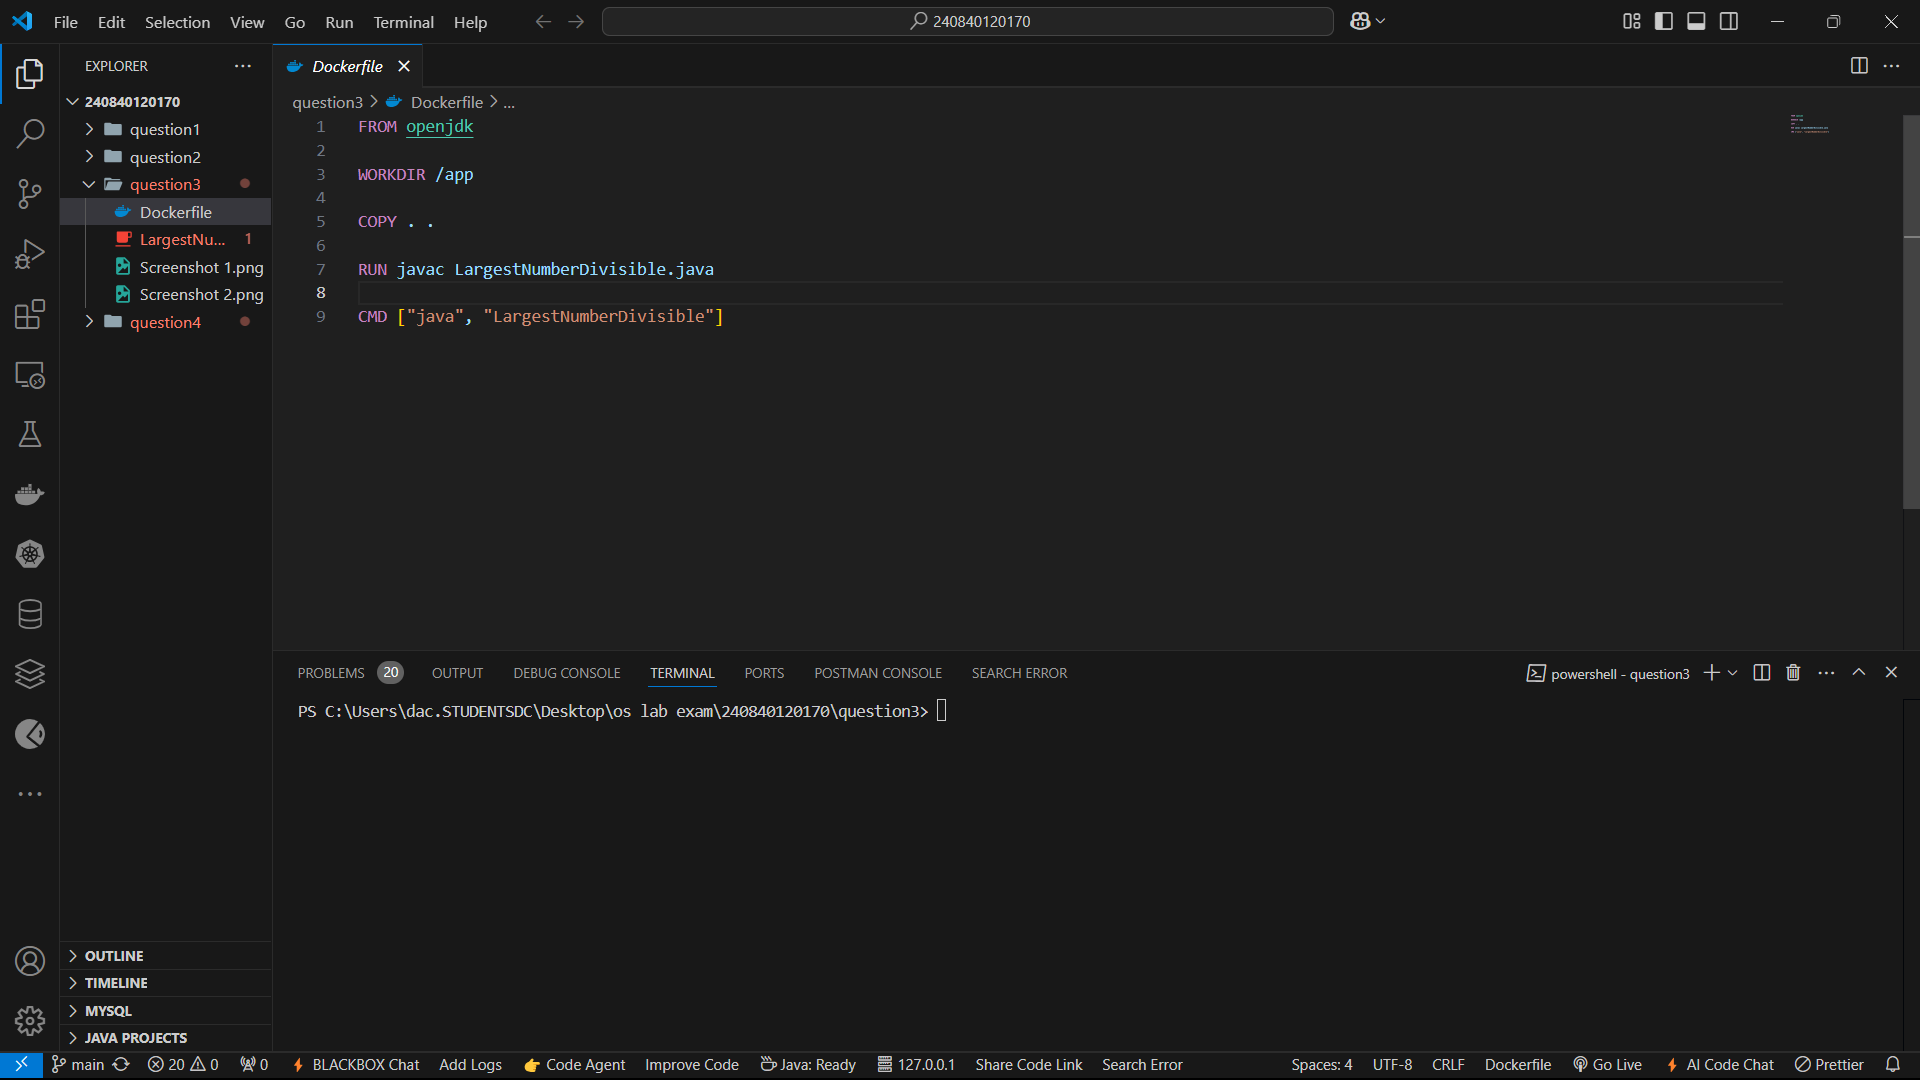 File Edit Selection View Go Run Terminal Help
240840120170
EXPLORER
240840120170
question1
question2
question3
Dockerfile
LargestNu... 1
Screenshot 1.png
Screenshot 2.png
question4
OUTLINE
TIMELINE
MYSQL
JAVA PROJECTS
Dockerfile
question3 > Dockerfile > ...
1 FROM openjdk
2
3 WORKDIR /app
4
5 COPY . .
6
7 RUN javac LargestNumberDivisible.java
8
9 CMD ["java", "LargestNumberDivisible"]
PROBLEMS 20 OUTPUT DEBUG CONSOLE TERMINAL PORTS POSTMAN CONSOLE SEARCH ERROR
powershell - question3
PS C:\Users\dac.STUDENTSDC\Desktop\os lab exam\240840120170\question3>
main 20 0 0 BLACKBOX Chat Add Logs Code Agent Improve Code Java: Ready 127.0.0.1 Share Code Link Search Error Spaces: 4 UTF-8 CRLF Dockerfile Go Live AI Code Chat Prettier